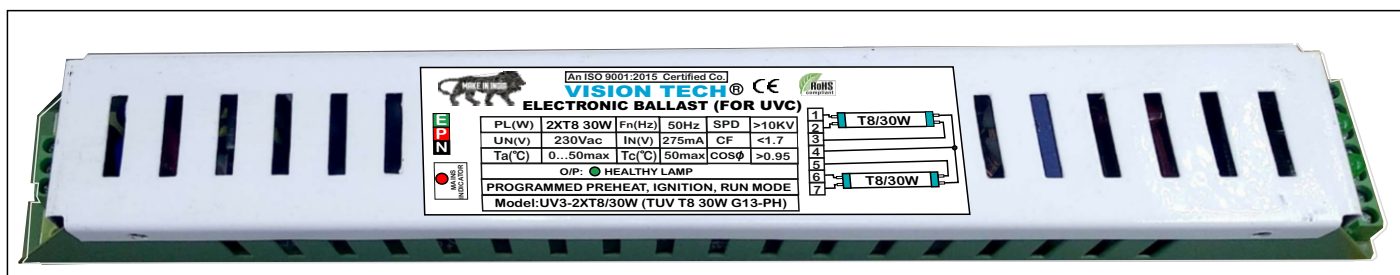 MAKE IN INDIA
An ISO 9001:2015 Certified Co.
VISION TECH® CE
RoHS
compliant
ELECTRONIC BALLAST (FOR UVC)
E
P
N
MAINS
INDICATOR
PL(W) 2XT8 30W Fn(Hz) 50Hz SPD >10KV
UN(V) 230Vac IN(V) 275mA CF <1.7
Ta(℃) 0...50max Tc(℃) 50max COSϕ >0.95
O/P: HEALTHY LAMP
PROGRAMMED PREHEAT, IGNITION, RUN MODE
Model:UV3-2XT8/30W (TUV T8 30W G13-PH)
1
2
3
4
5
6
7
T8/30W
T8/30W